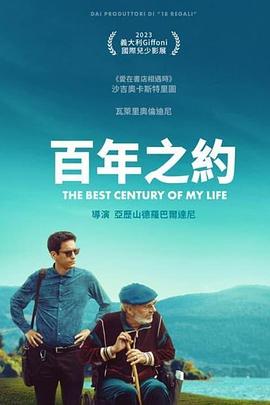 DAI PRODUTTORI DI "18 REGALI"
2023
義大利Giffoni
國際兒少影展
《愛在書店相遇時》
沙吉奧卡斯特里圖
瓦萊里奧倫迪尼
百年之約
THE BEST CENTURY OF MY LIFE
導演 亞歷山德羅巴爾達尼